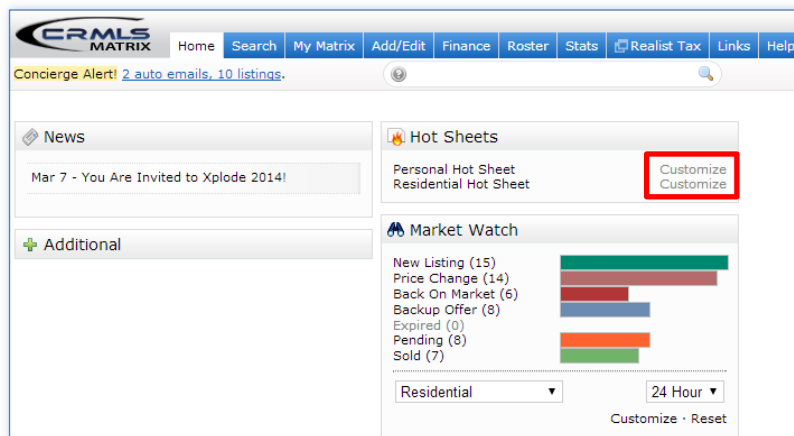 CRMLS
MATRIX
Home Search My Matrix Add/Edit Finance Roster Stats Realist Tax Links Help
Concierge Alert! 2 auto emails, 10 listings.
News
Mar 7 - You Are Invited to Xplode 2014!
Additional
Hot Sheets
Personal Hot Sheet Customize
Residential Hot Sheet Customize
Market Watch
New Listing (15)
Price Change (14)
Back On Market (6)
Backup Offer (8)
Expired (0)
Pending (8)
Sold (7)
Residential 24 Hour
Customize · Reset